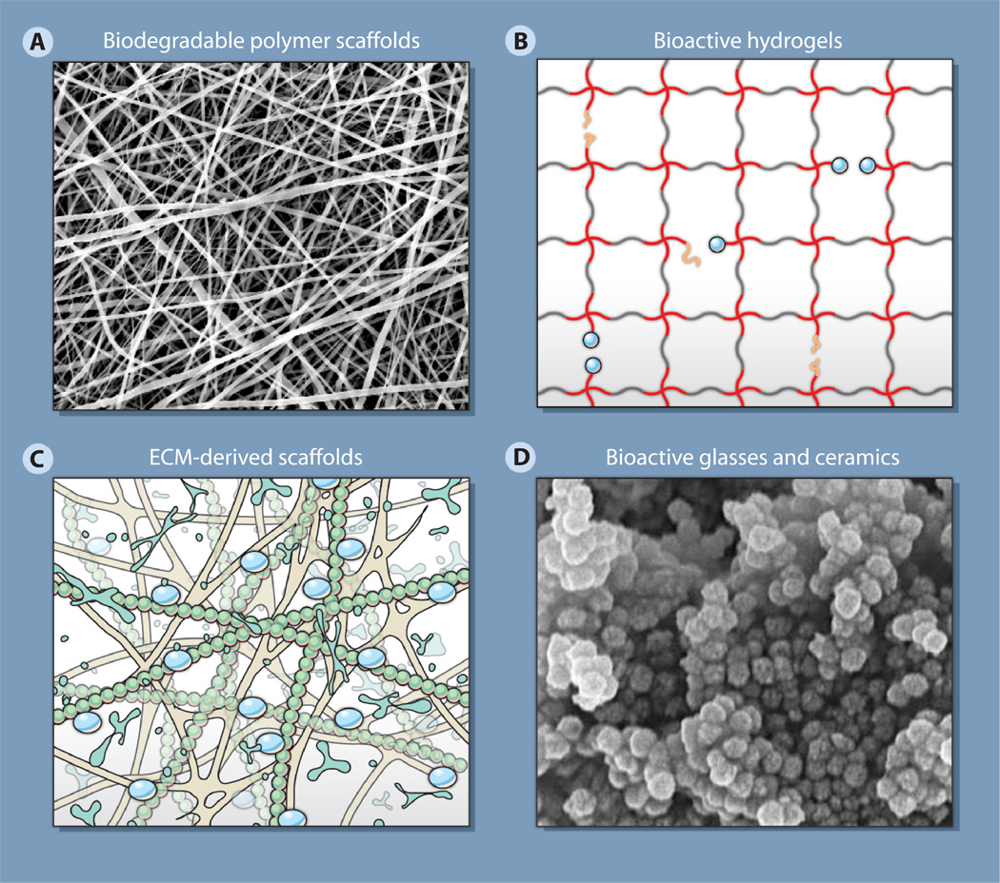 A Biodegradable polymer scaffolds
B Bioactive hydrogels
C ECM-derived scaffolds
D Bioactive glasses and ceramics